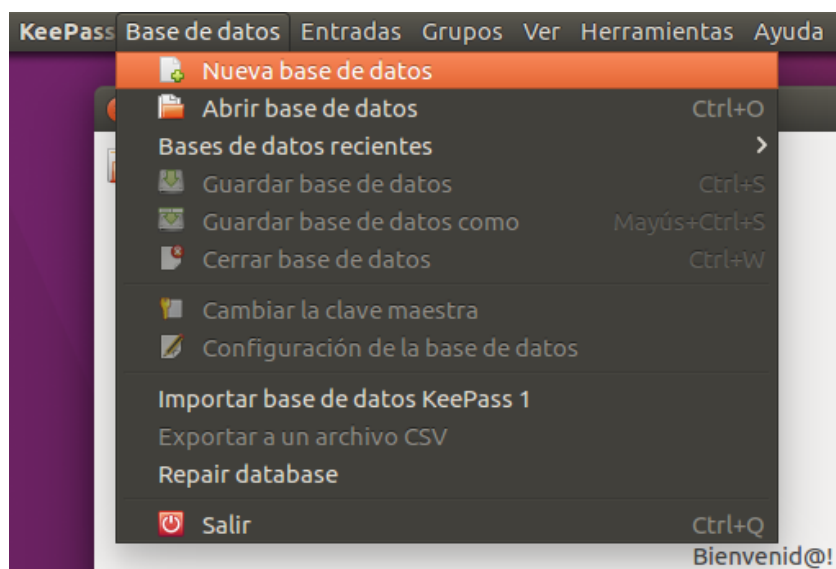 KeePass Base de datos Entradas Grupos Ver Herramientas Ayuda
Nueva base de datos
Abrir base de datos Ctrl+O
Bases de datos recientes
Guardar base de datos Ctrl+S
Guardar base de datos como Mayús+Ctrl+S
Cerrar base de datos Ctrl+W
Cambiar la clave maestra
Configuración de la base de datos
Importar base de datos KeePass 1
Exportar a un archivo CSV
Repair database
Salir Ctrl+Q
Bienvenid@!